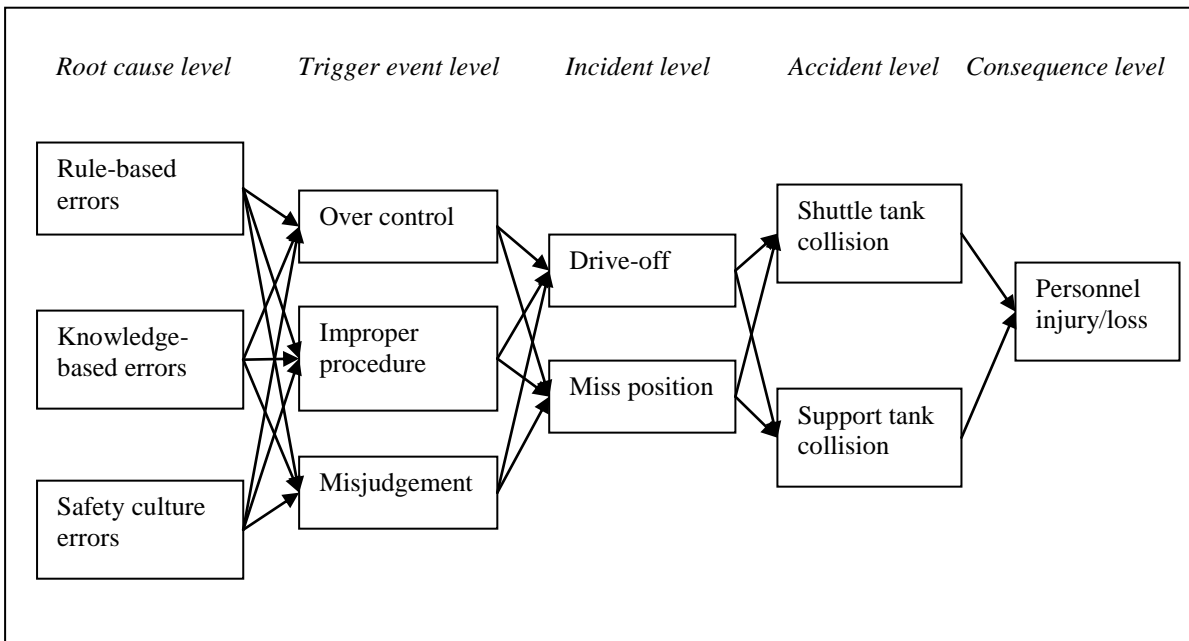 Root cause level
Trigger event level
Incident level
Accident level
Consequence level
Rule-based
errors
Knowledge-
based errors
Safety culture
errors
Over control
Improper
procedure
Misjudgement
Drive-off
Miss position
Shuttle tank
collision
Support tank
collision
Personnel
injury/loss